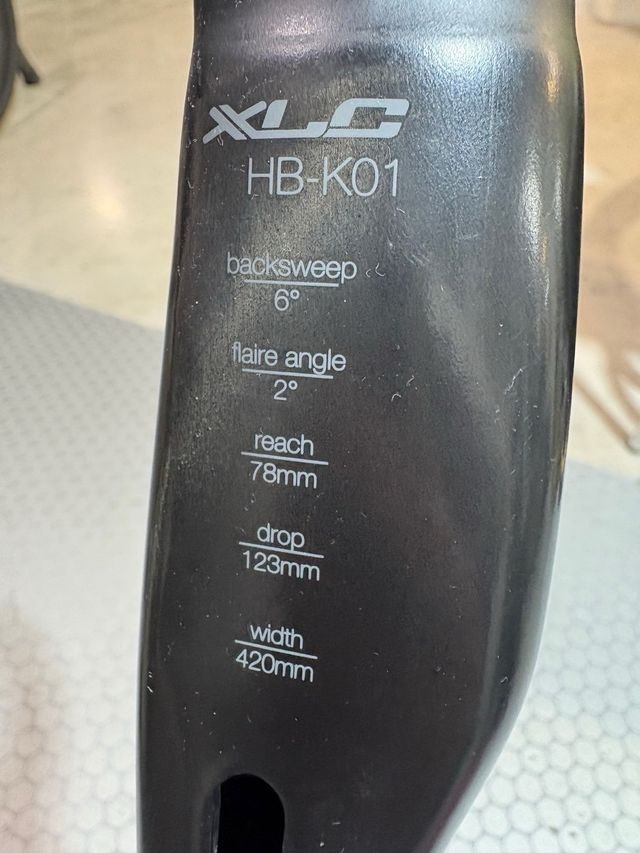 XLC
HB-K01
backsweep
6°
flaire angle
2°
reach
78mm
drop
123mm
width
420mm